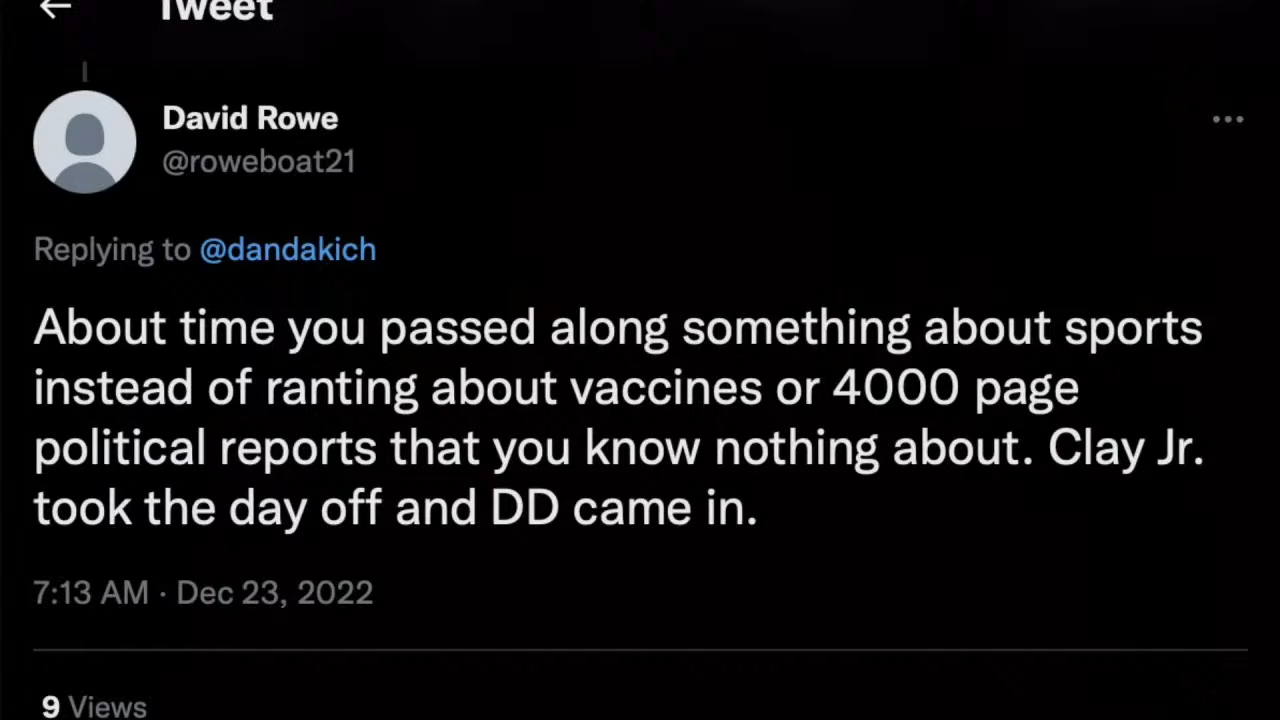 Tweet
David Rowe
@roweboat21
Replying to @dandakich
About time you passed along something about sports
instead of ranting about vaccines or 4000 page
political reports that you know nothing about. Clay Jr.
took the day off and DD came in.
7:13 AM · Dec 23, 2022
9 Views